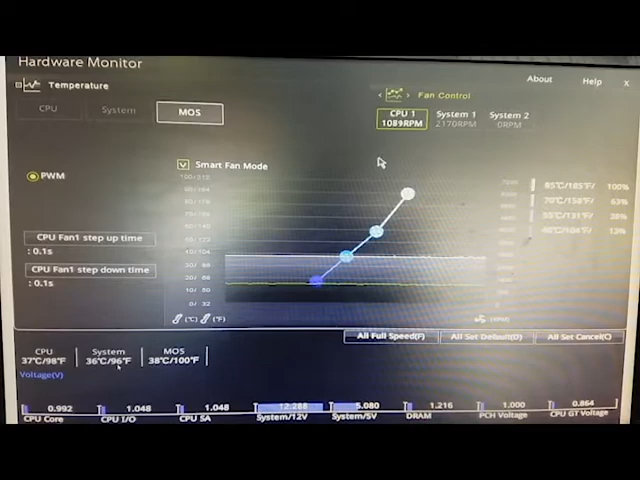 Hardware Monitor
Temperature
About
Help
X
CPU
System
MOS
Fan Control
CPU 1
1089RPM
System 1
2170RPM
System 2
0RPM
Smart Fan Mode
PWM
85℃/185℉/ 100%
70℃/158℉/ 63%
55℃/131℉/ 38%
40℃/104℉/ 13%
CPU Fan1 step up time
: 0.1s
CPU Fan1 step down time
: 0.1s
0/ 32
(℃) (℉)
(RPM)
All Full Speed(F)
All Set Default(D)
All Set Cancel(C)
CPU
37℃/98℉
System
36℃/96℉
MOS
38℃/100℉
Voltage(V)
0.992
CPU Core
1.048
CPU I/O
1.048
CPU SA
12.288
System/12V
5.080
System/5V
1.216
DRAM
1.000
PCH Voltage
0.864
CPU GT Voltage